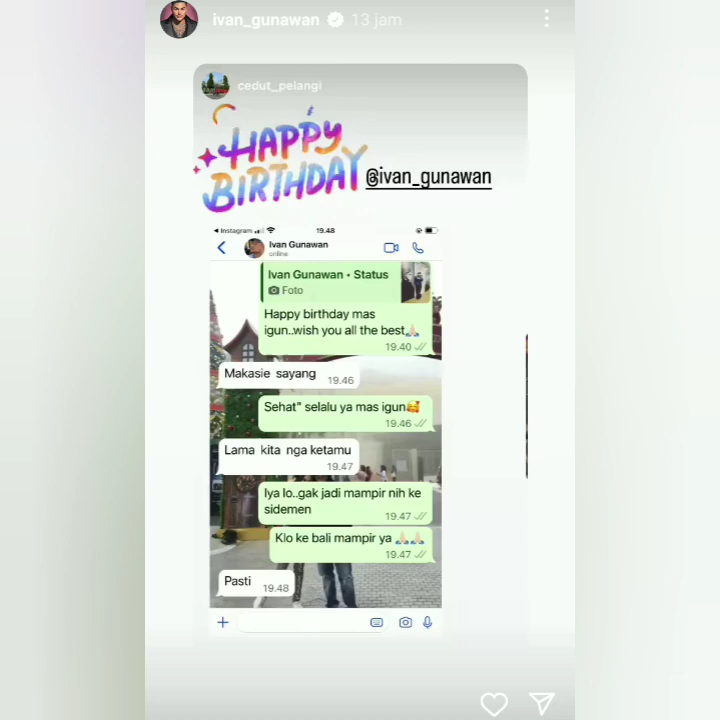 ivan_gunawan 13 jam
cedut_pelangi
HAPPY
BIRTHDAY @ivan_gunawan
Instagram 19.48
Ivan Gunawan
online
Ivan Gunawan • Status
Foto
Happy birthday mas
igun..wish you all the best🙏🏻
19.40
Makasie sayang
19.46
Sehat" selalu ya mas igun🥰
19.46
Lama kita nga ketamu
19.47
Iya lo..gak jadi mampir nih ke
sidemen
19.47
Klo ke bali mampir ya 🙏🏻🙏🏻
19.47
Pasti
19.48